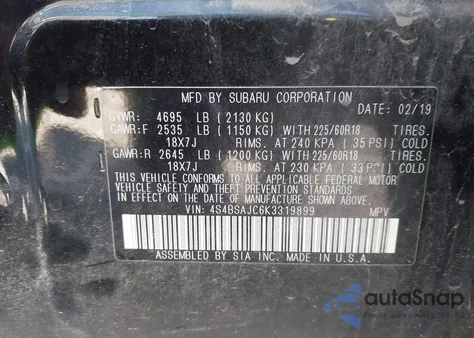 MFD BY SUBARU CORPORATION
DATE: 02/19
GVWR: 4695 LB (2130 KG)
GAWR:F 2535 LB (1150 KG) WITH 225/60R18 TIRES.
18X7J RIMS. AT 240 KPA (35 PSI) COLD
GAWR:R 2645 LB (1200 KG) WITH 225/60R18 TIRES.
18X7J RIMS. AT 230 KPA (33 PSI) COLD
THIS VEHICLE CONFORMS TO ALL APPLICABLE FEDERAL MOTOR
VEHICLE SAFETY AND BUMPER STANDARDS
IN EFFECT ON THE DATE OF MANUFACTURE SHOWN ABOVE.
VIN: 4S4BSAJC6K3319899 MPV
ASSEMBLED BY SIA INC. MADE IN U.S.A.
autoSnap